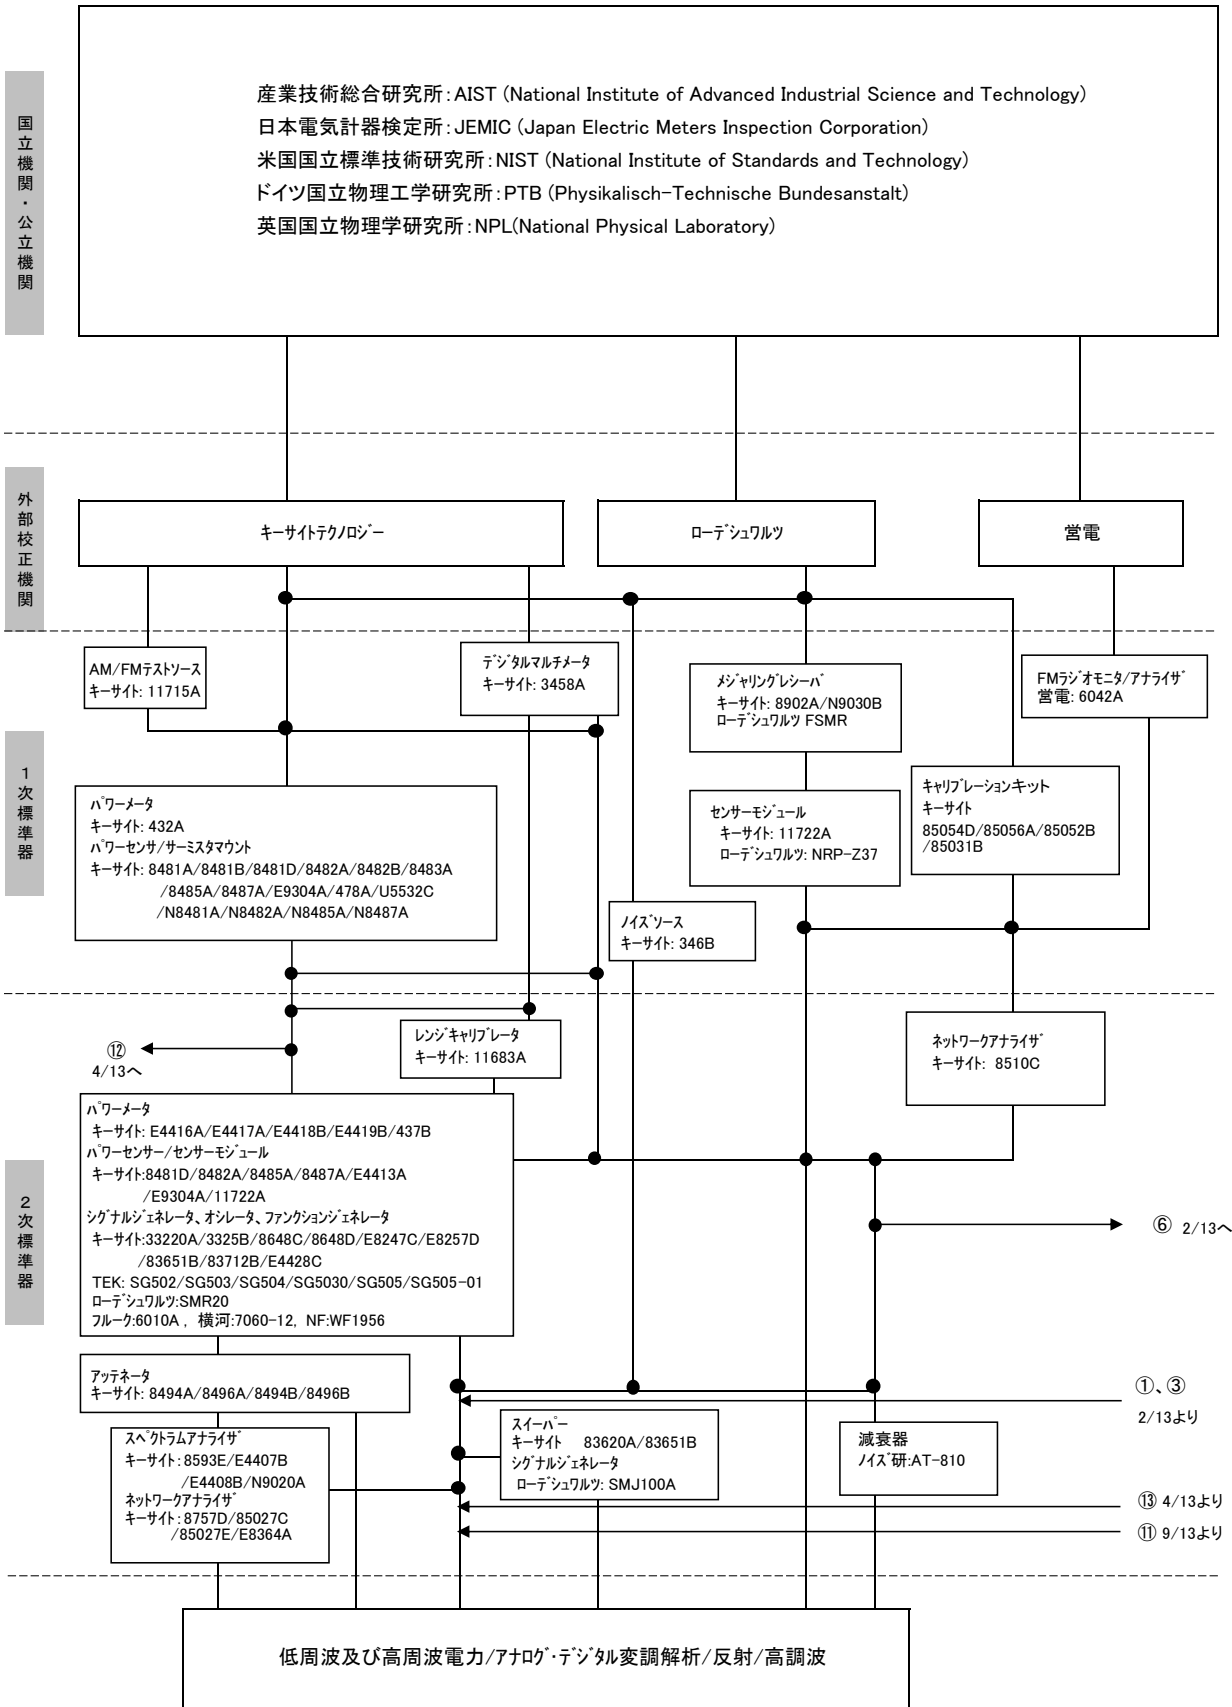 国立機関・公立機関
産業技術総合研究所：AIST (National Institute of Advanced Industrial Science and Technology)
日本電気計器検定所：JEMIC (Japan Electric Meters Inspection Corporation)
米国国立標準技術研究所：NIST (National Institute of Standards and Technology)
ドイツ国立物理工学研究所：PTB (Physikalisch-Technische Bundesanstalt)
英国国立物理学研究所：NPL(National Physical Laboratory)
外部校正機関
ｷｰｻｲﾄﾃｸﾉﾛｼﾞｰ
ﾛｰﾃﾞｼｭﾜﾙﾂ
営電
1次標準器
AM/FMﾃｽﾄｿｰｽ
ｷｰｻｲﾄ: 11715A
ﾃﾞｼﾞﾀﾙﾏﾙﾁﾒｰﾀ
ｷｰｻｲﾄ: 3458A
ﾒｼﾞｬﾘﾝｸﾞﾚｼｰﾊﾞ
ｷｰｻｲﾄ: 8902A/N9030B
ﾛｰﾃﾞｼｭﾜﾙﾂ FSMR
FMﾗｼﾞｵﾓﾆﾀ/ｱﾅﾗｲｻﾞ
営電: 6042A
ﾊﾟﾜｰﾒｰﾀ
ｷｰｻｲﾄ: 432A
ﾊﾟﾜｰｾﾝｻ/ｻｰﾐｽﾀﾏｳﾝﾄ
ｷｰｻｲﾄ: 8481A/8481B/8481D/8482A/8482B/8483A
/8485A/8487A/E9304A/478A/U5532C
/N8481A/N8482A/N8485A/N8487A
ｾﾝｻｰﾓｼﾞｭｰﾙ
ｷｰｻｲﾄ: 11722A
ﾛｰﾃﾞｼｭﾜﾙﾂ: NRP-Z37
ｷｬﾘﾌﾞﾚｰｼｮﾝｷｯﾄ
ｷｰｻｲﾄ
85054D/85056A/85052B
/85031B
ﾉｲｽﾞｿｰｽ
ｷｰｻｲﾄ: 346B
2次標準器
⑫
4/13へ
ﾚﾝｼﾞｷｬﾘﾌﾞﾚｰﾀ
ｷｰｻｲﾄ: 11683A
ﾈｯﾄﾜｰｸｱﾅﾗｲｻﾞ
ｷｰｻｲﾄ: 8510C
ﾊﾟﾜｰﾒｰﾀ
ｷｰｻｲﾄ: E4416A/E4417A/E4418B/E4419B/437B
ﾊﾟﾜｰｾﾝｻｰ/ｾﾝｻｰﾓｼﾞｭｰﾙ
ｷｰｻｲﾄ:8481D/8482A/8485A/8487A/E4413A
/E9304A/11722A
ｼｸﾞﾅﾙｼﾞｪﾈﾚｰﾀ、ｵｼﾚｰﾀ、ﾌｧﾝｸｼｮﾝｼﾞｪﾈﾚｰﾀ
ｷｰｻｲﾄ:33220A/3325B/8648C/8648D/E8247C/E8257D
/83651B/83712B/E4428C
TEK: SG502/SG503/SG504/SG5030/SG505/SG505-01
ﾛｰﾃﾞｼｭﾜﾙﾂ:SMR20
ﾌﾙｰｸ:6010A , 横河:7060-12, NF:WF1956
⑥ 2/13へ
ｱｯﾃﾈｰﾀ
ｷｰｻｲﾄ: 8494A/8496A/8494B/8496B
①、③
2/13より
ｽﾍﾟｸﾄﾗﾑｱﾅﾗｲｻﾞ
ｷｰｻｲﾄ: 8593E/E4407B
/E4408B/N9020A
ﾈｯﾄﾜｰｸｱﾅﾗｲｻﾞ
ｷｰｻｲﾄ: 8757D/85027C
/85027E/E8364A
ｽｲｰﾊﾟｰ
ｷｰｻｲﾄ 83620A/83651B
ｼｸﾞﾅﾙｼﾞｪﾈﾚｰﾀ
ﾛｰﾃﾞｼｭﾜﾙﾂ: SMJ100A
減衰器
ﾉｲｽﾞ研:AT-810
⑬ 4/13より
⑪ 9/13より
低周波及び高周波電力/ｱﾅﾛｸﾞ･ﾃﾞｼﾞﾀﾙ変調解析/反射/高調波